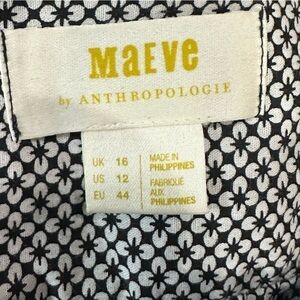 MaEve
by ANTHROPOLOGIE
UK 16
US 12
EU 44
MADE IN
PHILIPPINES
FABRIQUÉ
AUX
PHILIPPINES